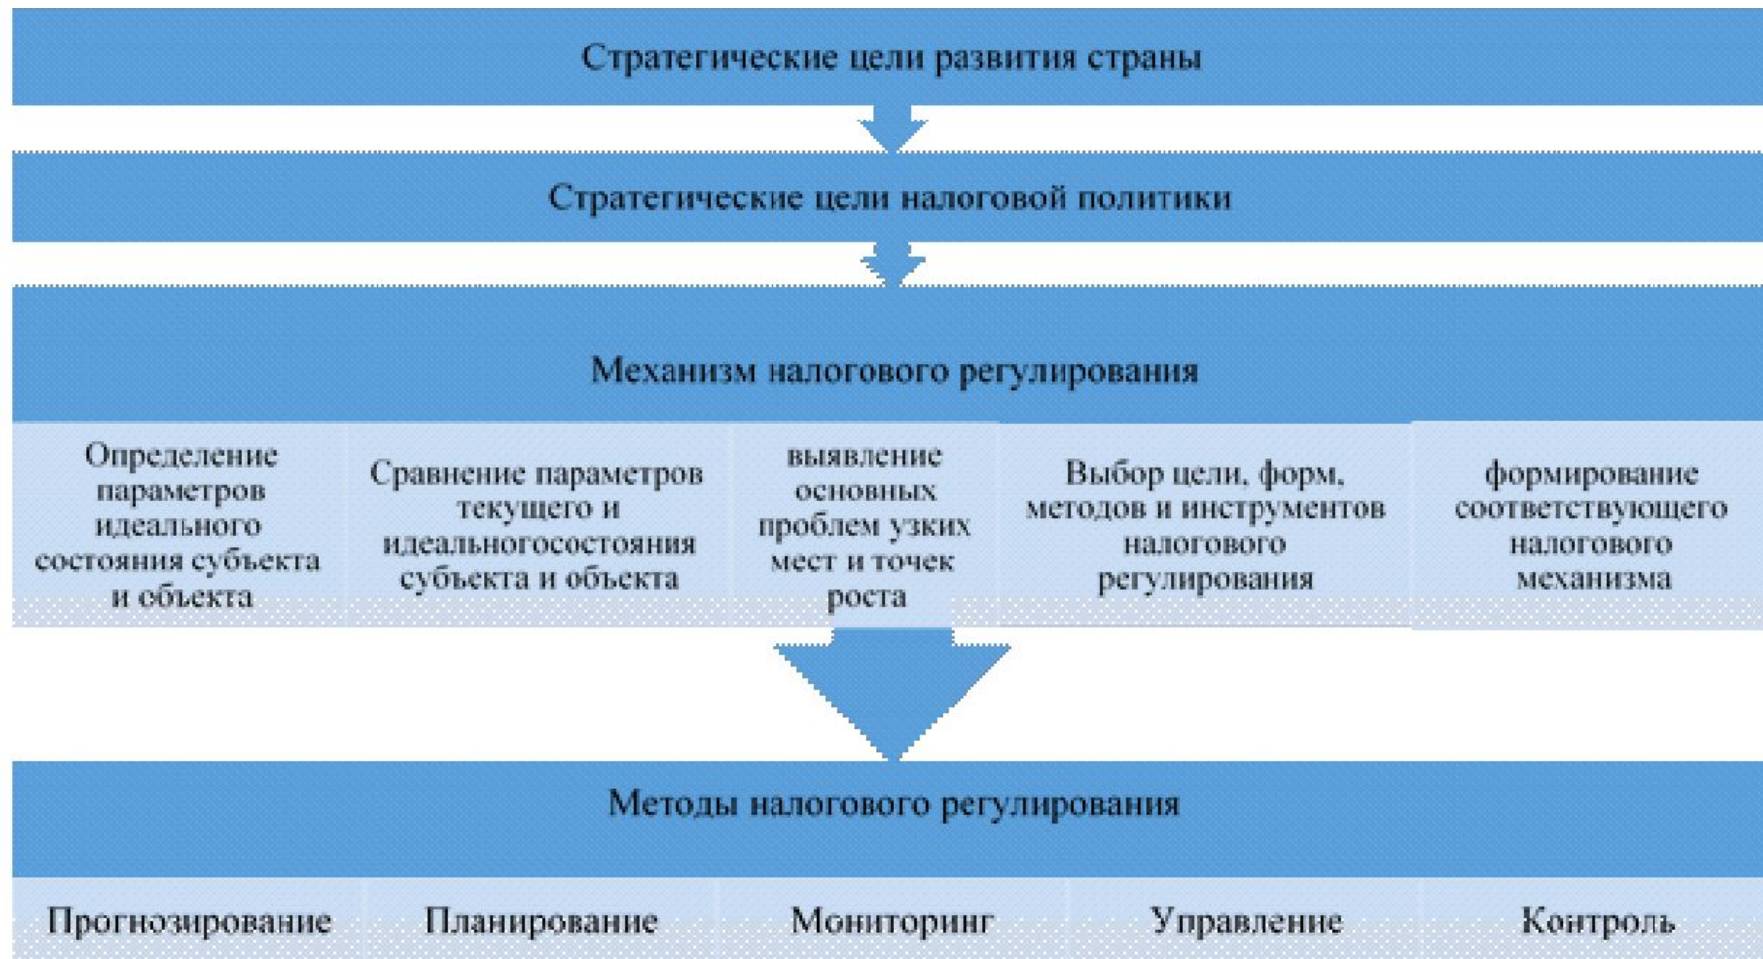 Стратегические цели развития страны
Стратегические цели налоговой политики
Механизм налогового регулирования
Определение
параметров
идеального
состояния субъекта
и объекта
Сравнение параметров
текущего и
идеальногосостояния
субъекта и объекта
выявление
основных
проблем узких
мест и точек
роста
Выбор цели, форм,
методов и инструментов
налогового
регулирования
формирование
соответствующего
налогового
механизма
Методы налогового регулирования
Прогнозирование
Планирование
Мониторинг
Управление
Контроль